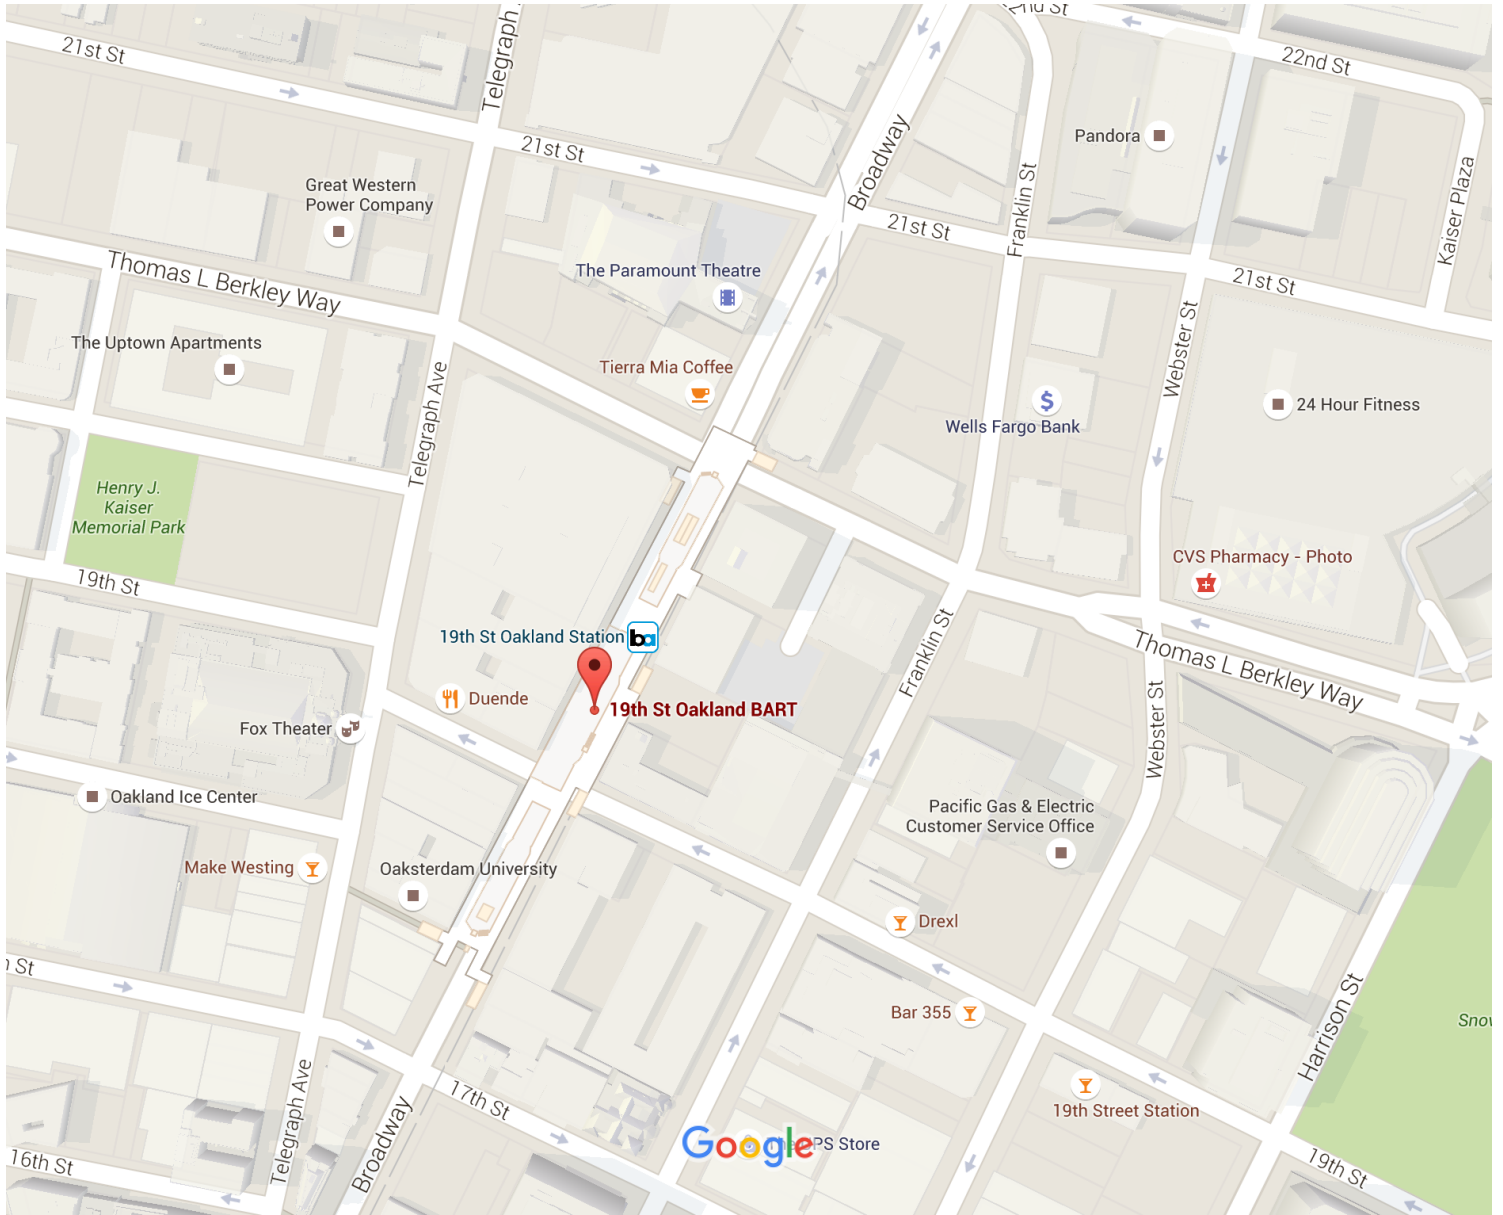 22nd St
21st St
Telegraph
22nd St
Broadway
Pandora
21st St
Franklin St
Kaiser Plaza
Great Western
Power Company
21st St
Thomas L Berkley Way
The Paramount Theatre
21st St
The Uptown Apartments
Tierra Mia Coffee
Webster St
Telegraph Ave
24 Hour Fitness
Wells Fargo Bank
Henry J.
Kaiser
Memorial Park
CVS Pharmacy - Photo
19th St
19th St Oakland Station
ba
Franklin St
Thomas L Berkley Way
Duende
19th St Oakland BART
Fox Theater
Webster St
Oakland Ice Center
Pacific Gas & Electric
Customer Service Office
Make Westing
Oaksterdam University
Drexl
St
Bar 355
Harrison St
Snow
17th St
Telegraph Ave
19th Street Station
Broadway
Google
PS Store
16th St
19th St